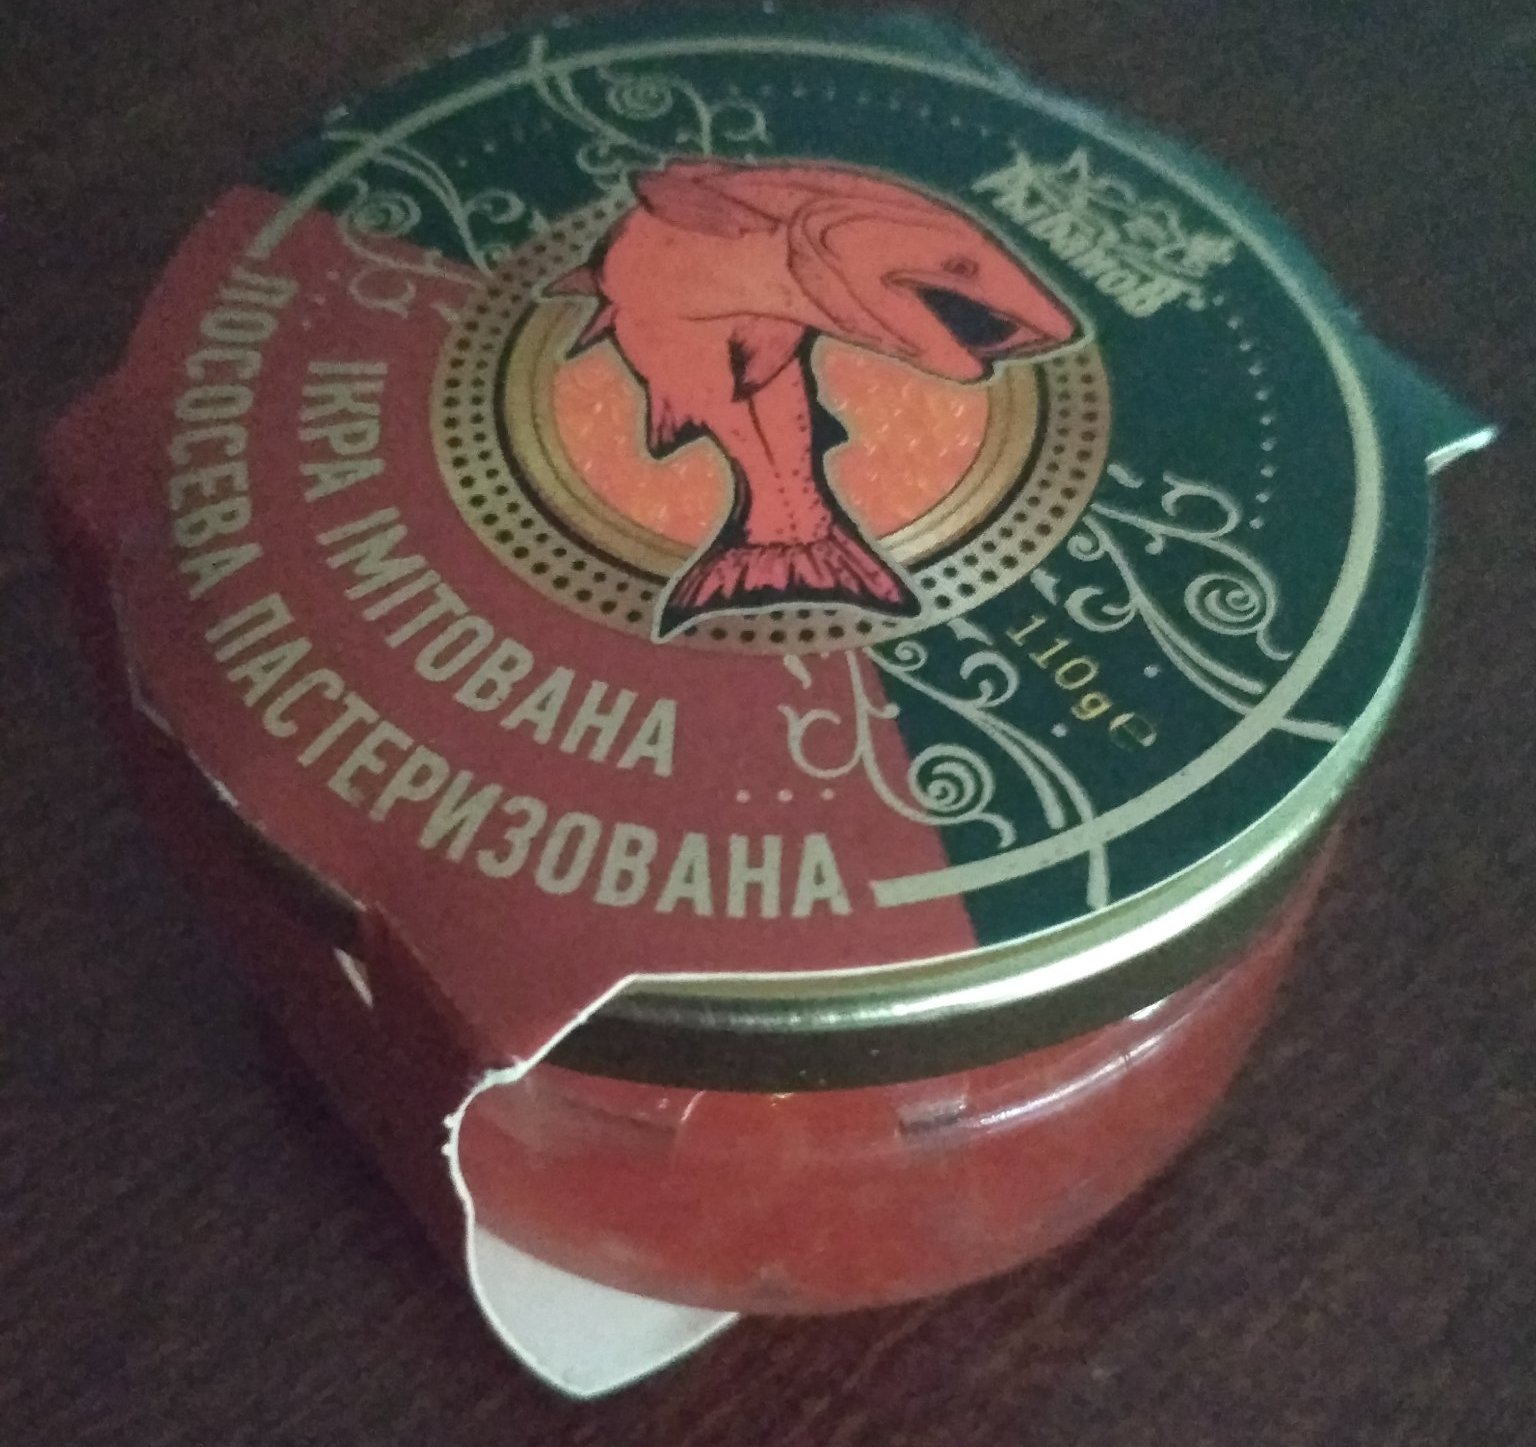 ІКРА ІМІТОВАНА
ЛОСОСЕВА ПАСТЕРИЗОВАНА
110g℮